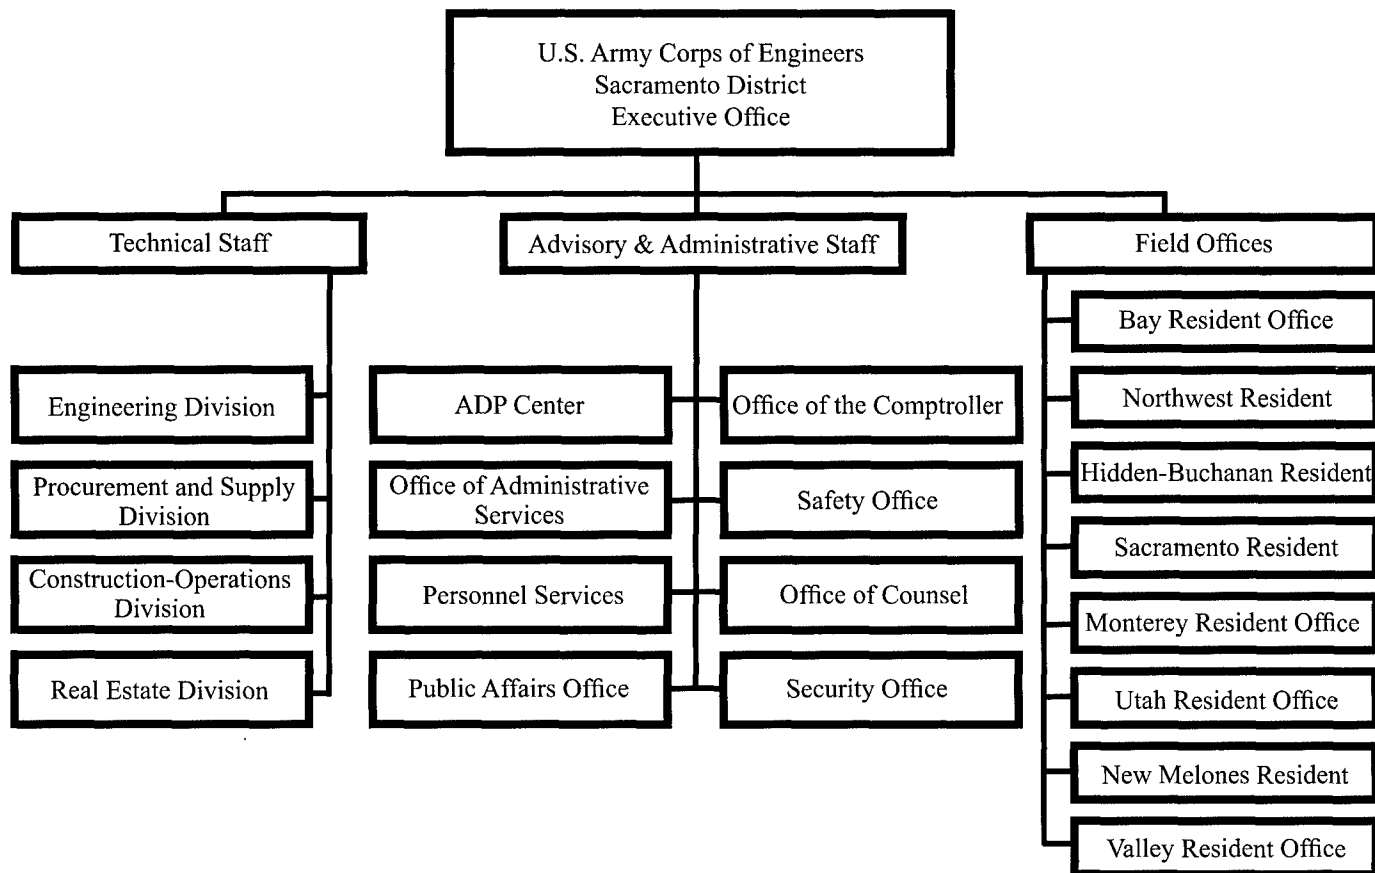 U.S. Army Corps of Engineers
Sacramento District
Executive Office
Technical Staff
Advisory & Administrative Staff
Field Offices
Engineering Division
Procurement and Supply
Division
Construction-Operations
Division
Real Estate Division
ADP Center
Office of Administrative
Services
Personnel Services
Public Affairs Office
Office of the Comptroller
Safety Office
Office of Counsel
Security Office
Bay Resident Office
Northwest Resident
Hidden-Buchanan Resident
Sacramento Resident
Monterey Resident Office
Utah Resident Office
New Melones Resident
Valley Resident Office